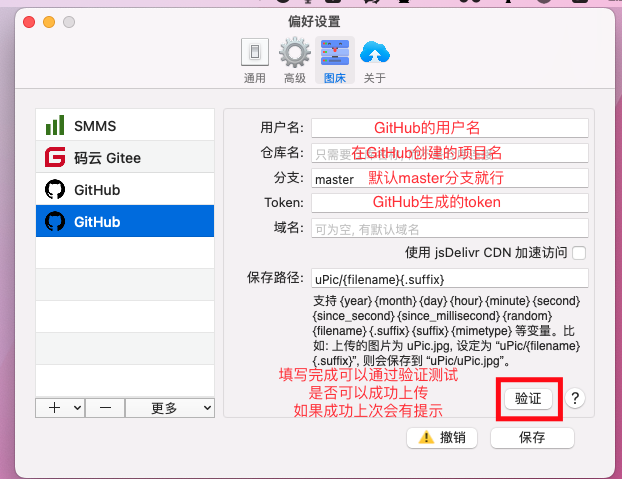 偏好设置
通用
高级
图床
关于
SMMS
码云 Gitee
GitHub
GitHub
用户名: GitHub的用户名
仓库名: 在GitHub创建的项目名
只需要
分支: master 默认master分支就行
Token: GitHub生成的token
域名: 可为空, 有默认域名
使用 jsDelivr CDN 加速访问
保存路径: uPic/{filename}{.suffix}
支持 {year} {month} {day} {hour} {minute} {second}
{since_second} {since_millisecond} {random}
{filename} {.suffix} {suffix} {mimetype} 等变量。比
如: 上传的图片为 uPic.jpg, 设定为 “uPic/{filename}
{.suffix}”, 则会保存到 “uPic/uPic.jpg”。
填写完成可以通过验证测试
是否可以成功上传
如果成功上次会有提示
验证
?
更多
撤销
保存